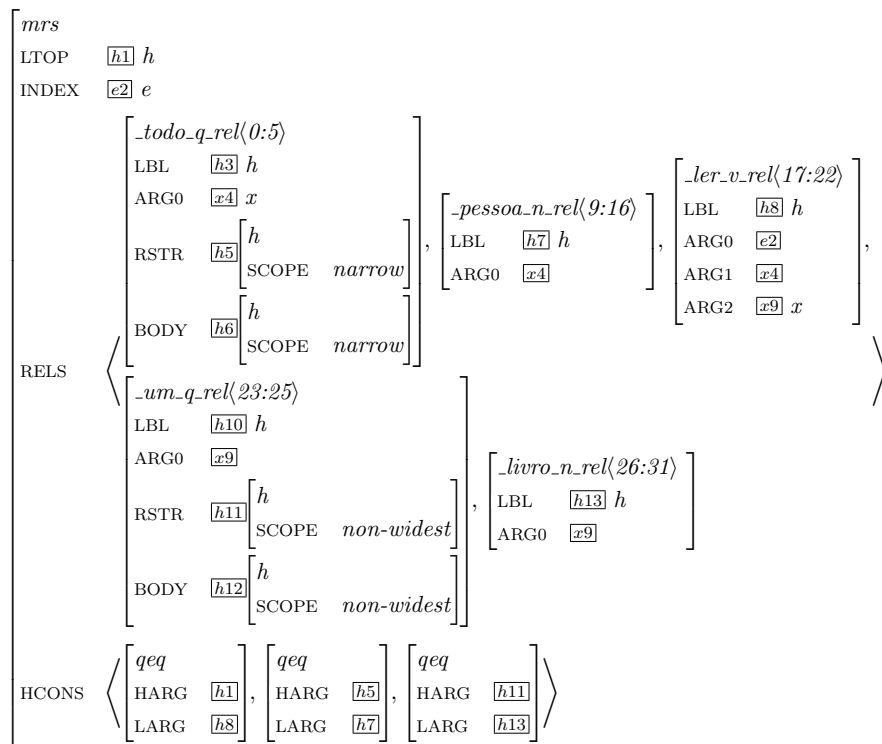 mrs
LTOP h1 h
INDEX e2 e
RELS
_todo_q_rel⟨0:5⟩
LBL h3 h
ARG0 x4 x
RSTR h5 h
SCOPE narrow
BODY h6 h
SCOPE narrow
,
_pessoa_n_rel⟨9:16⟩
LBL h7 h
ARG0 x4
,
_ler_v_rel⟨17:22⟩
LBL h8 h
ARG0 e2
ARG1 x4
ARG2 x9 x
,
_um_q_rel⟨23:25⟩
LBL h10 h
ARG0 x9
RSTR h11 h
SCOPE non-widest
BODY h12 h
SCOPE non-widest
,
_livro_n_rel⟨26:31⟩
LBL h13 h
ARG0 x9
HCONS
qeq
HARG h1
LARG h8
,
qeq
HARG h5
LARG h7
,
qeq
HARG h11
LARG h13